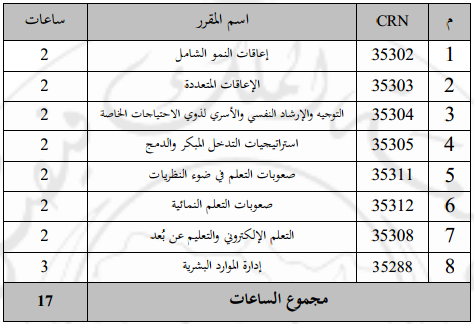 م CRN اسم المقرر ساعات
1 35302 إعاقات النمو الشامل 2
2 35303 الإعاقات المتعددة 2
3 35304 التوجيه والإرشاد النفسي والأسري لذوي الاحتياجات الخاصة 2
4 35305 استراتيجيات التدخل المبكر والدمج 2
5 35311 صعوبات التعلم في ضوء النظريات 2
6 35312 صعوبات التعلم النمائية 2
7 35308 التعلم الإلكتروني والتعليم عن بُعد 2
8 35288 إدارة الموارد البشرية 3
مجموع الساعات 17